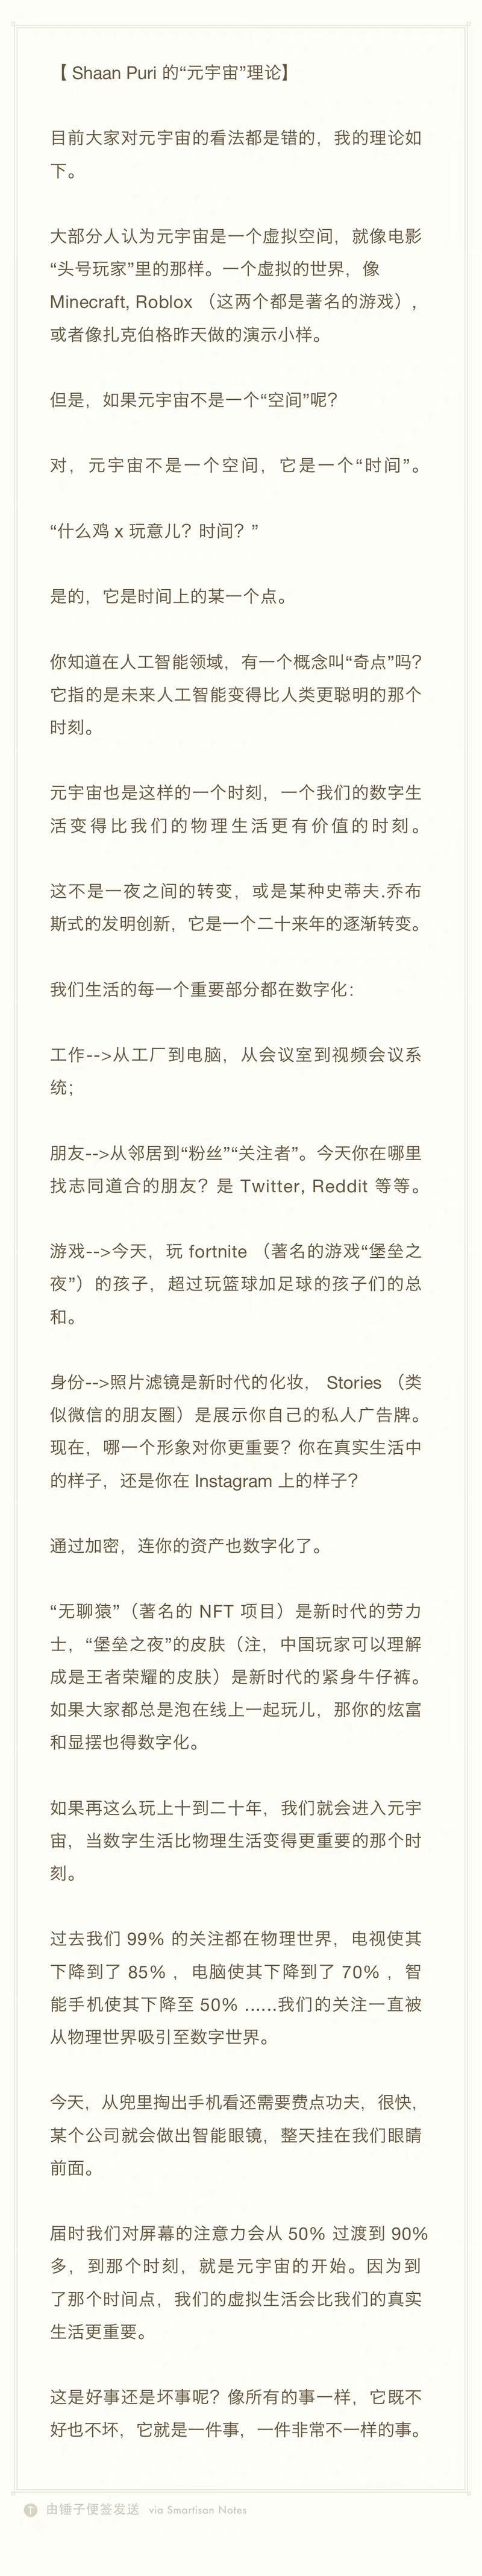 【 Shaan Puri 的“元宇宙”理论】
目前大家对元宇宙的看法都是错的，我的理论如
下。
大部分人认为元宇宙是一个虚拟空间，就像电影
“头号玩家”里的那样。一个虚拟的世界，像
Minecraft, Roblox （这两个都是著名的游戏），
或者像扎克伯格昨天做的演示小样。
但是，如果元宇宙不是一个“空间”呢？
对，元宇宙不是一个空间，它是一个“时间”。
“什么鸡 x 玩意儿？时间？”
是的，它是时间上的某一个点。
你知道在人工智能领域，有一个概念叫“奇点”吗？
它指的是未来人工智能变得比人类更聪明的那个
时刻。
元宇宙也是这样的一个时刻，一个我们的数字生
活变得比我们的物理生活更有价值的时刻。
这不是一夜之间的转变，或是某种史蒂夫.乔布
斯式的发明创新，它是一个二十来年的逐渐转变。
我们生活的每一个重要部分都在数字化：
工作-->从工厂到电脑，从会议室到视频会议系
统；
朋友-->从邻居到“粉丝”“关注者”。今天你在哪里
找志同道合的朋友？是 Twitter, Reddit 等等。
游戏-->今天，玩 fortnite （著名的游戏“堡垒之
夜”）的孩子，超过玩篮球加足球的孩子们的总
和。
身份-->照片滤镜是新时代的化妆， Stories （类
似微信的朋友圈）是展示你自己的私人广告牌。
现在，哪一个形象对你更重要？你在真实生活中
的样子，还是你在 Instagram 上的样子？
通过加密，连你的资产也数字化了。
“无聊猿”（著名的 NFT 项目）是新时代的劳力
士，“堡垒之夜”的皮肤（注，中国玩家可以理解
成是王者荣耀的皮肤）是新时代的紧身牛仔裤。
如果大家都总是泡在线上一起玩儿，那你的炫富
和显摆也得数字化。
如果再这么玩上十到二十年，我们就会进入元宇
宙，当数字生活比物理生活变得更重要的那个时
刻。
过去我们 99% 的关注都在物理世界，电视使其
下降到了 85% ，电脑使其下降到了 70% ，智
能手机使其下降至 50% ……我们的关注一直被
从物理世界吸引至数字世界。
今天，从兜里掏出手机看还需要费点功夫，很快，
某个公司就会做出智能眼镜，整天挂在我们眼睛
前面。
届时我们对屏幕的注意力会从 50% 过渡到 90%
多，到那个时刻，就是元宇宙的开始。因为到
了那个时间点，我们的虚拟生活会比我们的真实
生活更重要。
这是好事还是坏事呢？像所有的事一样，它既不
好也不坏，它就是一件事，一件非常不一样的事。
T 由锤子便签发送 via Smartisan Notes